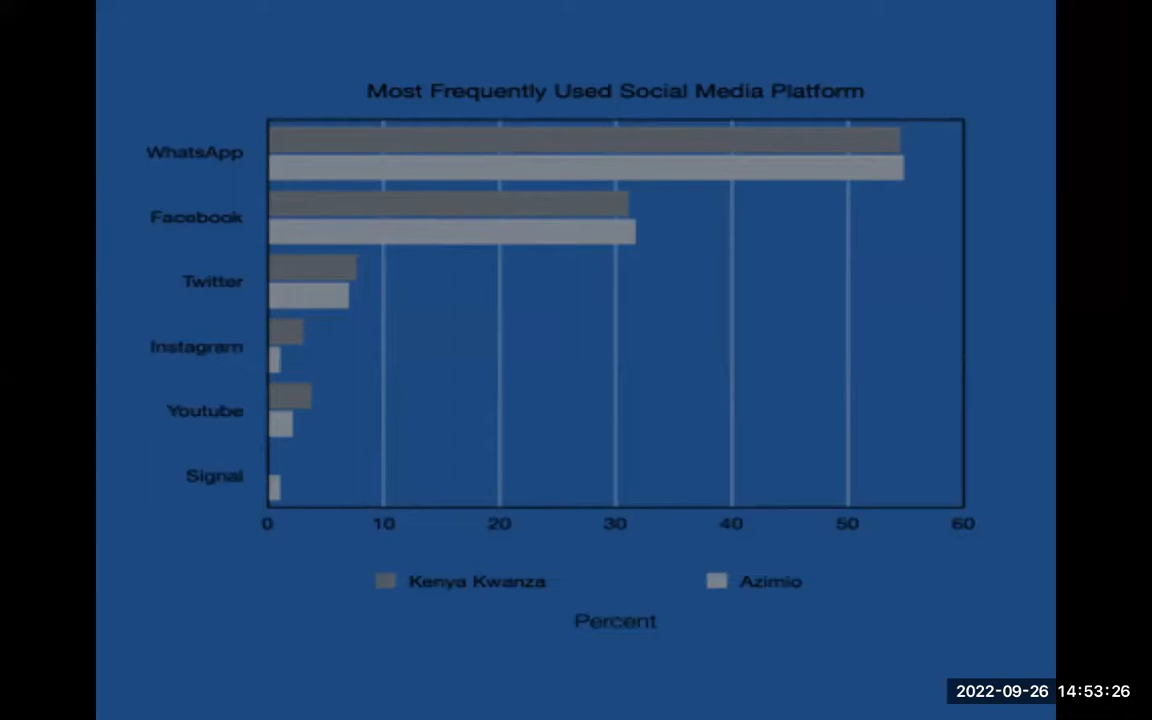 Most Frequently Used Social Media Platform
WhatsApp
Facebook
Twitter
Instagram
Youtube
Signal
0 10 20 30 40 50 60
Kenya Kwanza Azimio
Percent
2022-09-26 14:53:26